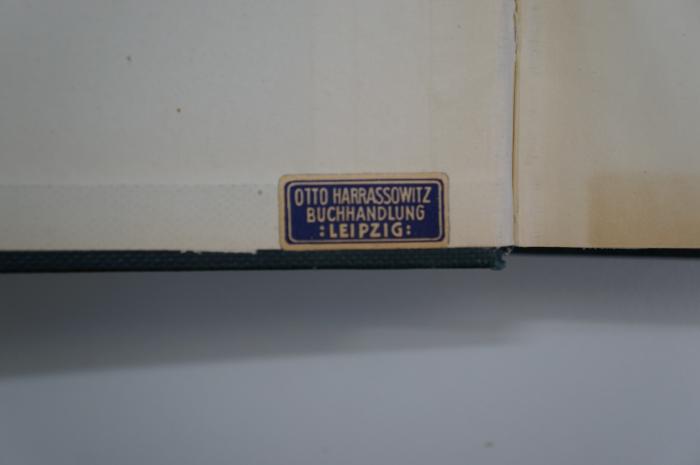 OTTO HARRASSOWITZ
BUCHHANDLUNG
:LEIPZIG: